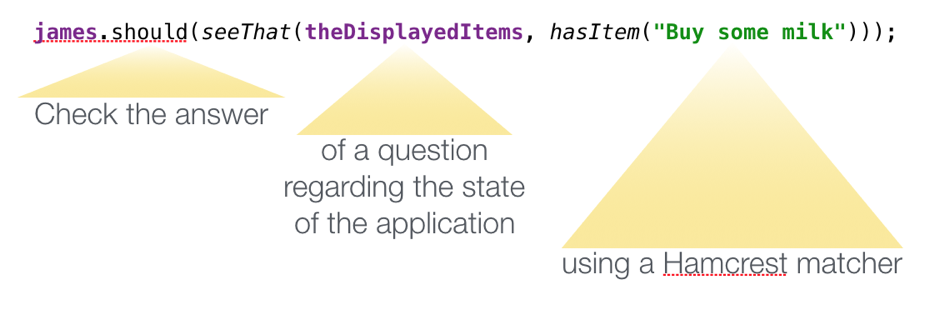 james.should(seeThat(theDisplayedItems, hasItem("Buy some milk")));
Check the answer
of a question
regarding the state
of the application
using a Hamcrest matcher